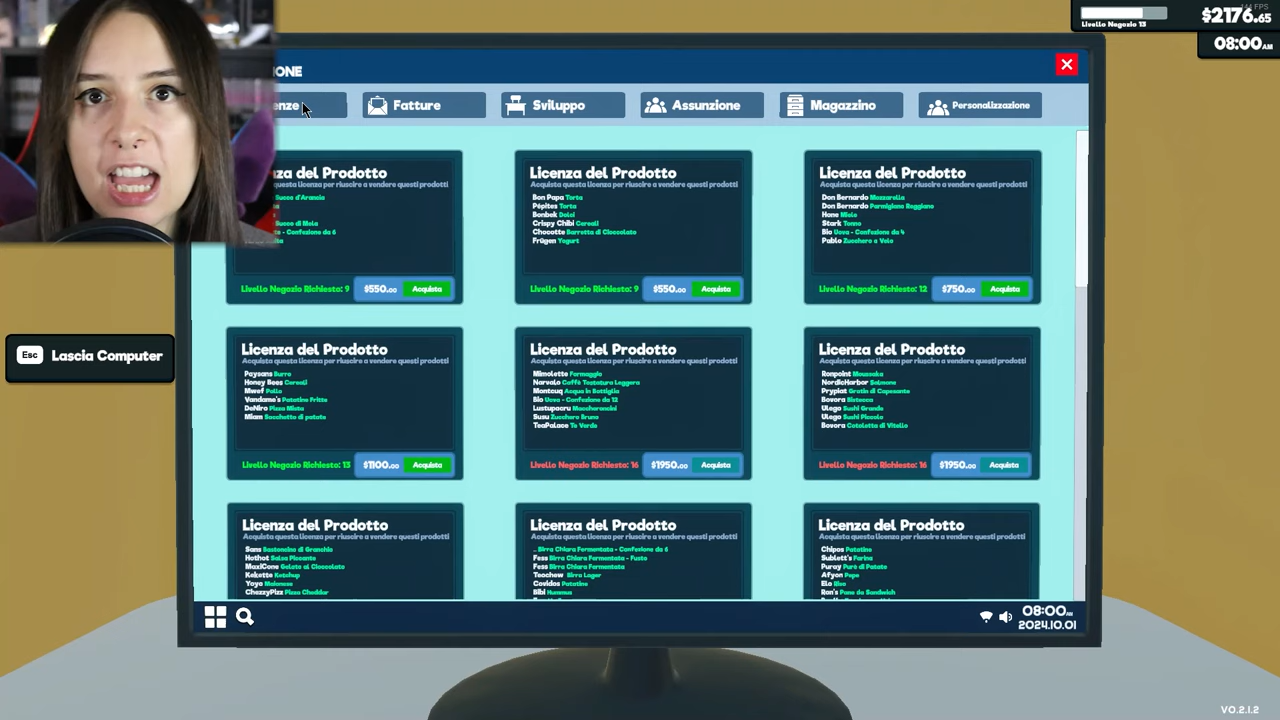 144 FPS
$2176.65
Livello Negozio 13
08:00AM
IONE
enze
Fatture
Sviluppo
Assunzione
Magazzino
Personalizzazione
nza del Prodotto
questa licenza per riuscire a vendere questi prodotti
Succo d'Arancia
Succo di Mela
- Confezione da 6
Livello Negozio Richiesto: 9
$550.00
Acquista
Licenza del Prodotto
Acquista questa licenza per riuscire a vendere questi prodotti
Bon Papa Torta
Pépites Torta
Bonbek Dolci
Crispy Chibi Cereali
Chocotte Barretta di Cioccolato
Frügen Yogurt
Livello Negozio Richiesto: 9
$550.00
Acquista
Licenza del Prodotto
Acquista questa licenza per riuscire a vendere questi prodotti
Don Bernardo Mozzarella
Don Bernardo Parmigiano Reggiano
Hone Miele
Stark Tonno
Bio Uova - Confezione da 4
Pablo Zucchero a Velo
Livello Negozio Richiesto: 12
$750.00
Acquista
Esc
Lascia Computer
Licenza del Prodotto
Acquista questa licenza per riuscire a vendere questi prodotti
Paysans Burro
Honey Bees Cereali
Mwef Pollo
Vandame's Patatine Fritte
DeNiro Pizza Mista
Miam Sacchetto di patate
Livello Negozio Richiesto: 13
$1100.00
Acquista
Licenza del Prodotto
Acquista questa licenza per riuscire a vendere questi prodotti
Mimolette Formaggio
Narvalo Caffè Tostatura Leggera
Montcuq Acqua in Bottiglia
Bio Uova - Confezione da 12
Lustupacru Maccheroncini
Susu Zucchero Bruno
TeaPalace Te Verde
Livello Negozio Richiesto: 16
$1950.00
Acquista
Licenza del Prodotto
Acquista questa licenza per riuscire a vendere questi prodotti
Ronpoint Moussaka
NordicHarbor Salmone
Prypiat Gratin di Capesante
Bovora Bistecca
Ulego Sushi Grande
Ulego Sushi Piccolo
Bovora Cotoletta di Vitello
Livello Negozio Richiesto: 16
$1950.00
Acquista
Licenza del Prodotto
Acquista questa licenza per riuscire a vendere questi prodotti
Sans Bastoncino di Granchio
Hothot Salsa Piccante
MaxiCone Gelato al Cioccolato
Kekette Ketchup
Yoyo Maionese
ChezzyPizz Pizza Cheddar
Licenza del Prodotto
Acquista questa licenza per riuscire a vendere questi prodotti
.. Birra Chiara Fermentata - Confezione da 6
Fess Birra Chiara Fermentata - Fusto
Fess Birra Chiara Fermentata
Teachew Birra Lager
Covidos Patatine
Bibi Hummus
Licenza del Prodotto
Acquista questa licenza per riuscire a vendere questi prodotti
Chipos Patatine
Sublett's Farina
Puray Purè di Patate
Afyon Pepe
Elo Riso
Ron's Pane da Sandwich
08:00AM
2024.10.01
V0.2.1.2